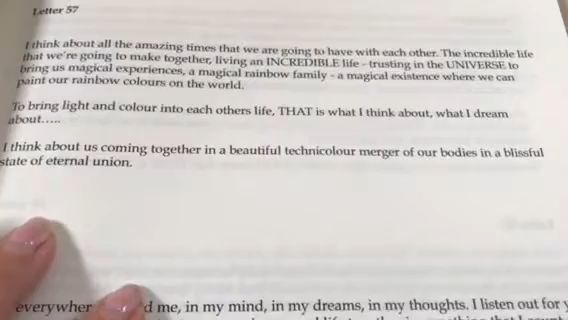 Letter 57
I think about all the amazing times that we are going to have with each other. The incredible life
that we're going to make together, living an INCREDIBLE life - trusting in the UNIVERSE to
bring us magical experiences, a magical rainbow family - a magical existence where we can
paint our rainbow colours on the world.
To bring light and colour into each others life, THAT is what I think about, what I dream
about.....
I think about us coming together in a beautiful technicolour merger of our bodies in a blissful
state of eternal union.
everywher d me, in my mind, in my dreams, in my thoughts. I listen out for